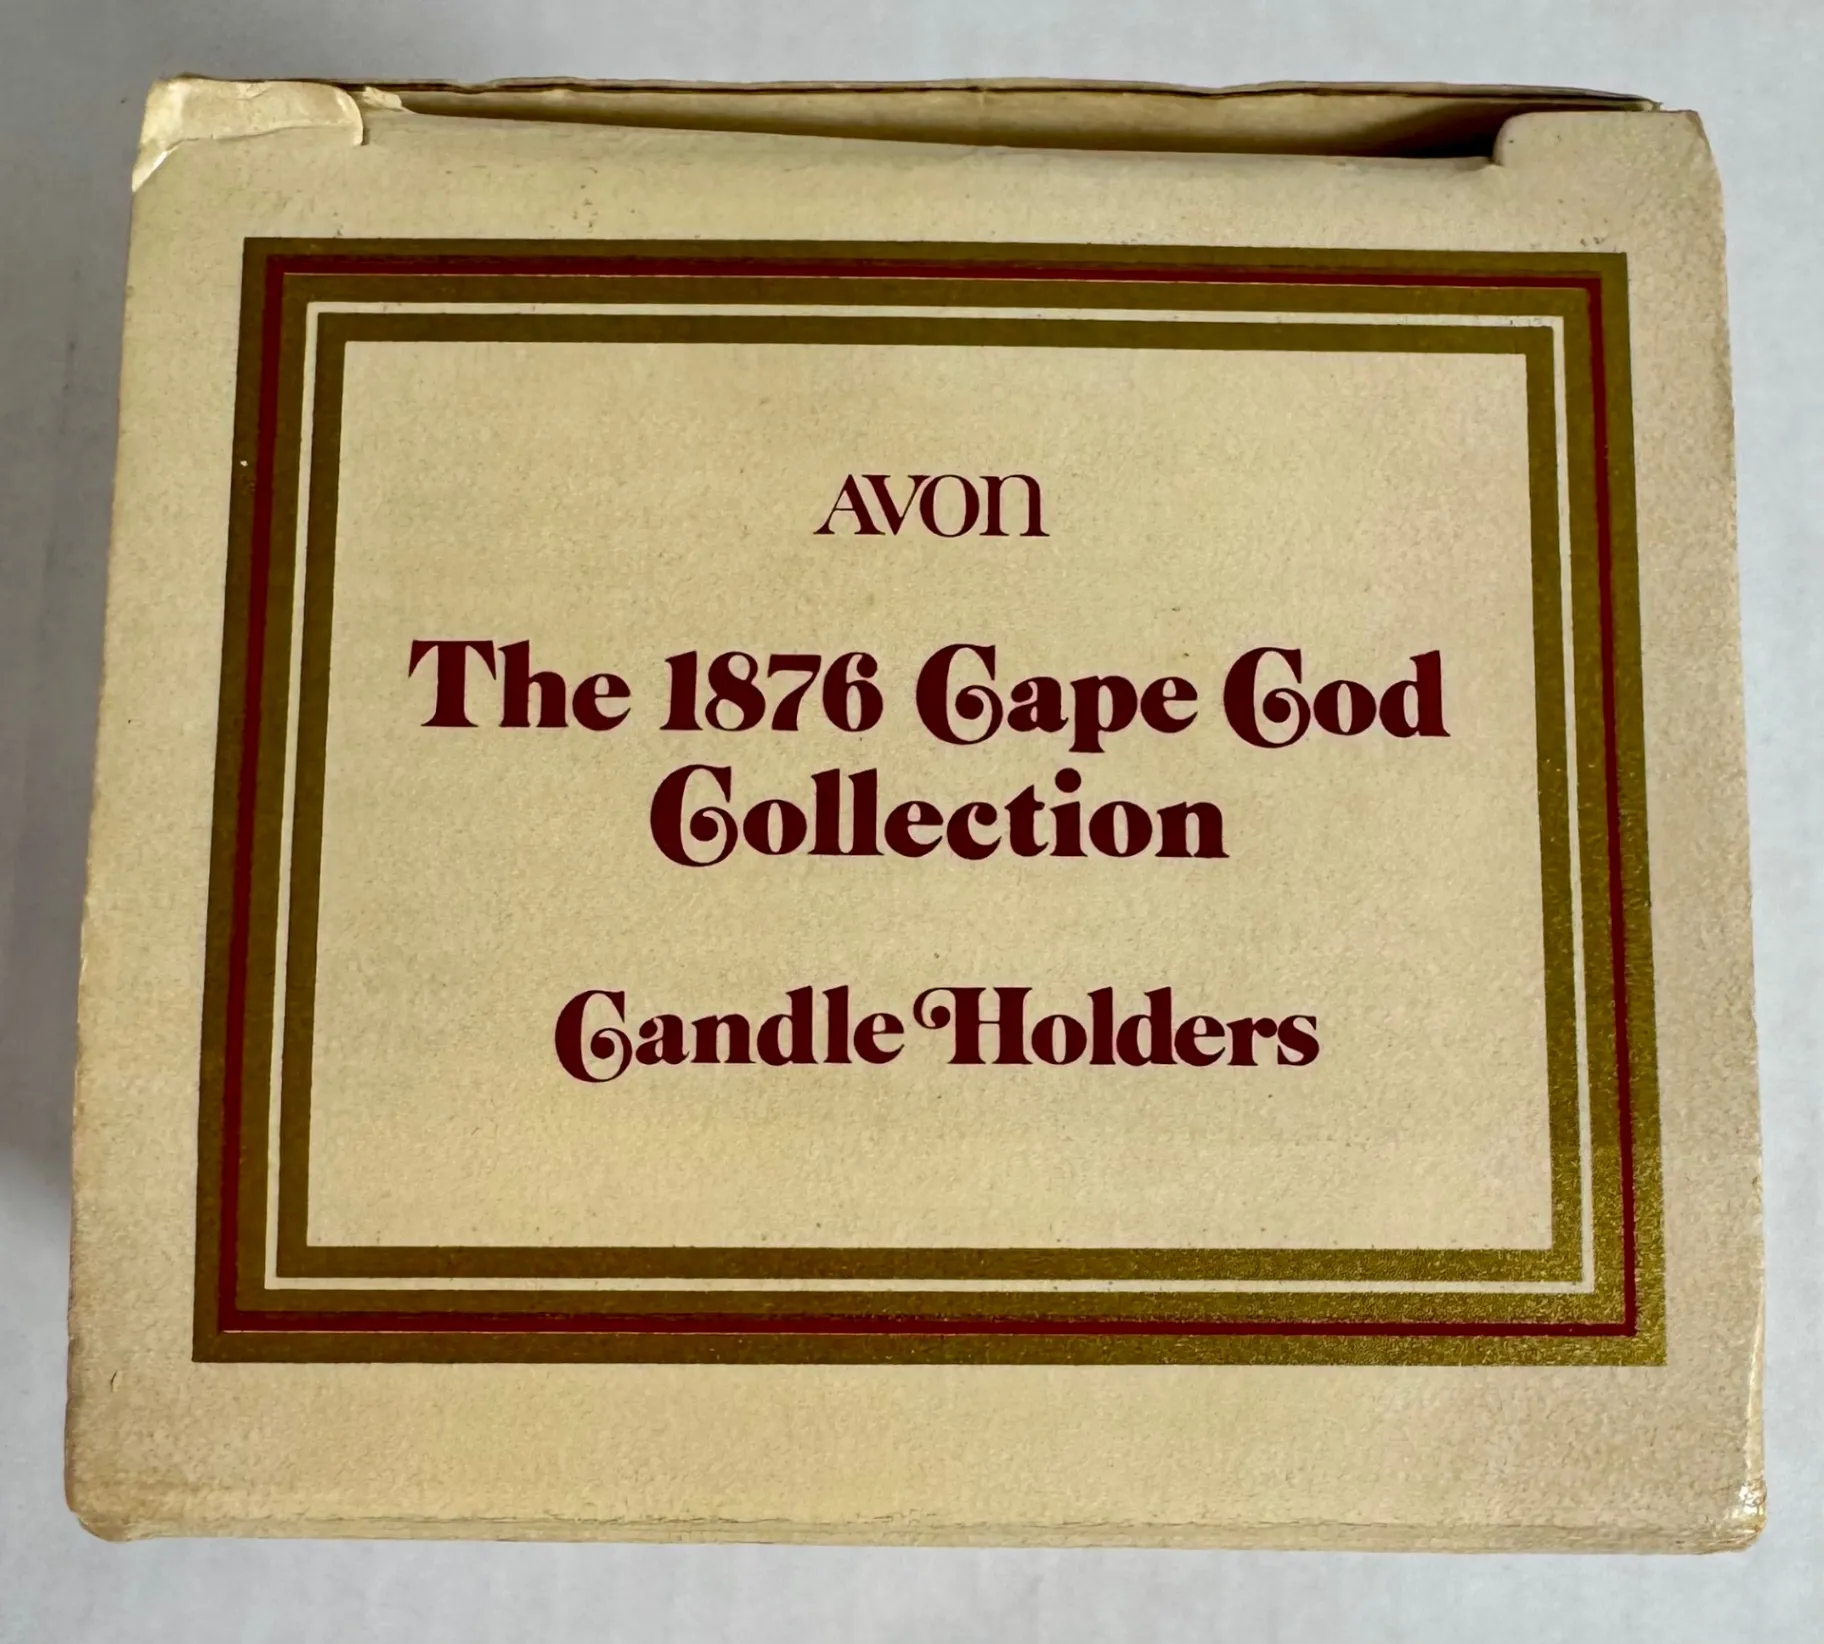 AVON
The 1876 Cape Cod
Collection
Candle Holders